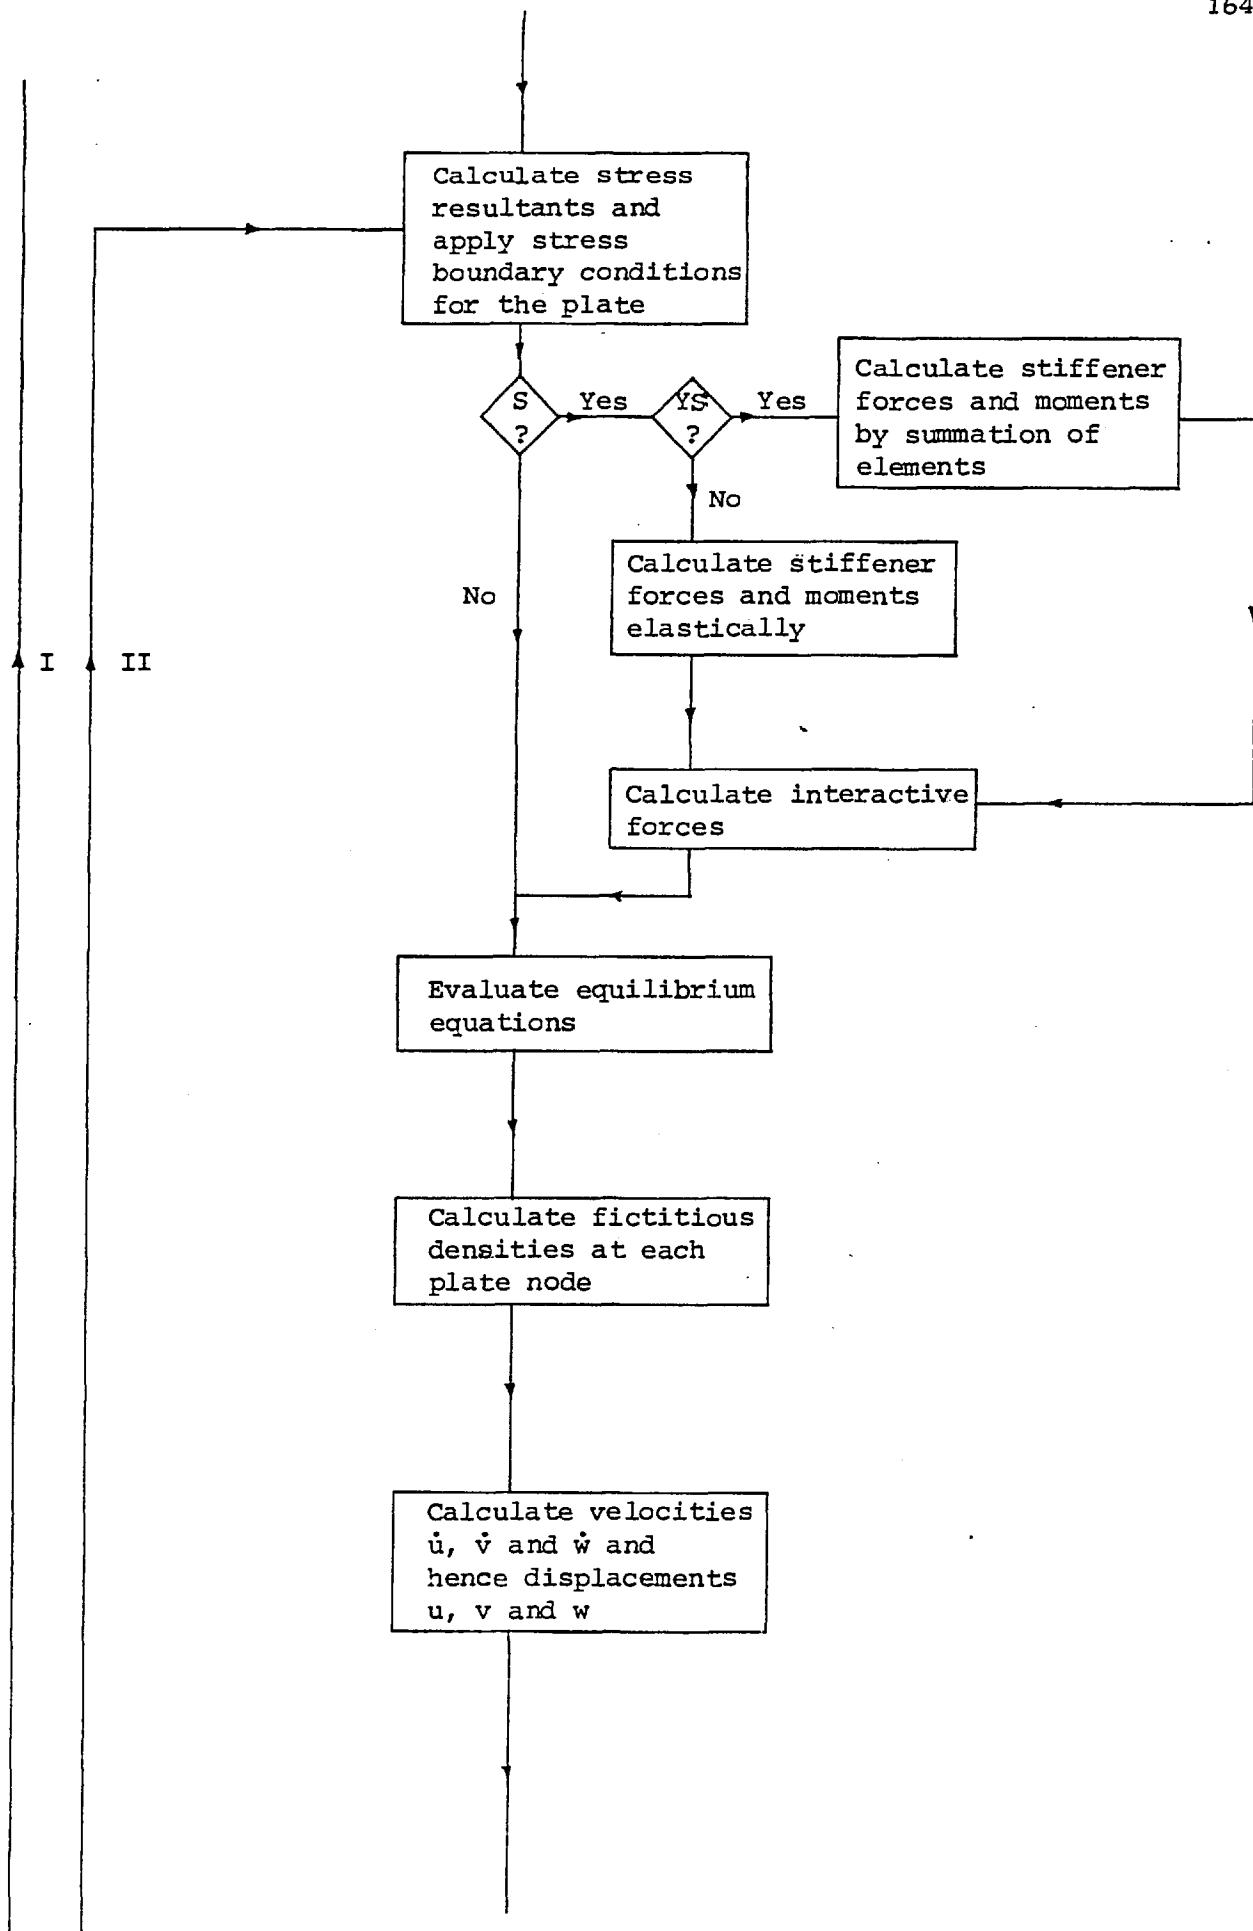 164
Calculate stress
resultants and
apply stress
boundary conditions
for the plate
S
?
Yes
YS
?
Yes
Calculate stiffener
forces and moments
by summation of
elements
No
Calculate stiffener
forces and moments
elastically
No
I
II
Calculate interactive
forces
Evaluate equilibrium
equations
Calculate fictitious
densities at each
plate node
Calculate velocities
u̇, v̇ and ẇ and
hence displacements
u, v and w